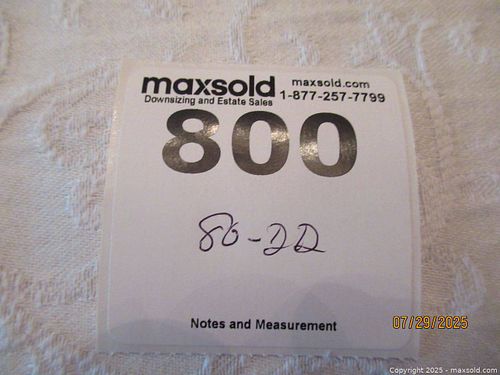 maxsold maxsold.com
Downsizing and Estate Sales 1-877-257-7799
800
80-22
Notes and Measurement
07/29/2025
Copyright 2025 - maxsold.com